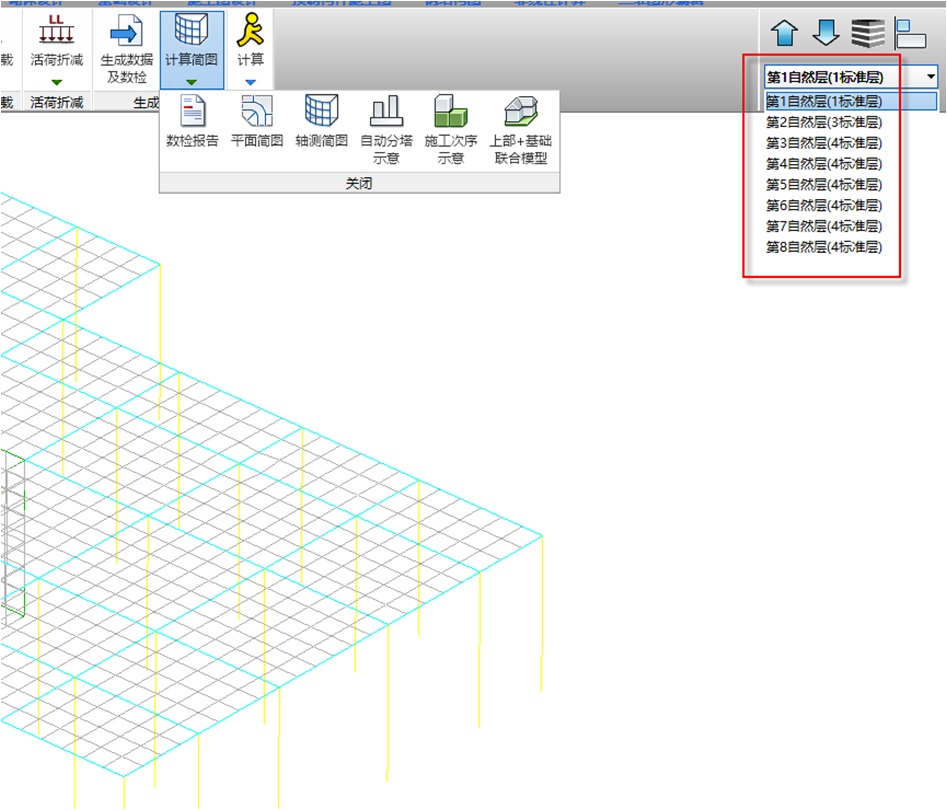 LL
载
活荷折减
生成数据
及数检
计算简图
计算
载
活荷折减
生成
数检报告
平面简图
轴测简图
自动分塔
示意
施工次序
示意
上部+基础
联合模型
关闭
第1自然层(1标准层)
第1自然层(1标准层)
第2自然层(3标准层)
第3自然层(4标准层)
第4自然层(4标准层)
第5自然层(4标准层)
第6自然层(4标准层)
第7自然层(4标准层)
第8自然层(4标准层)